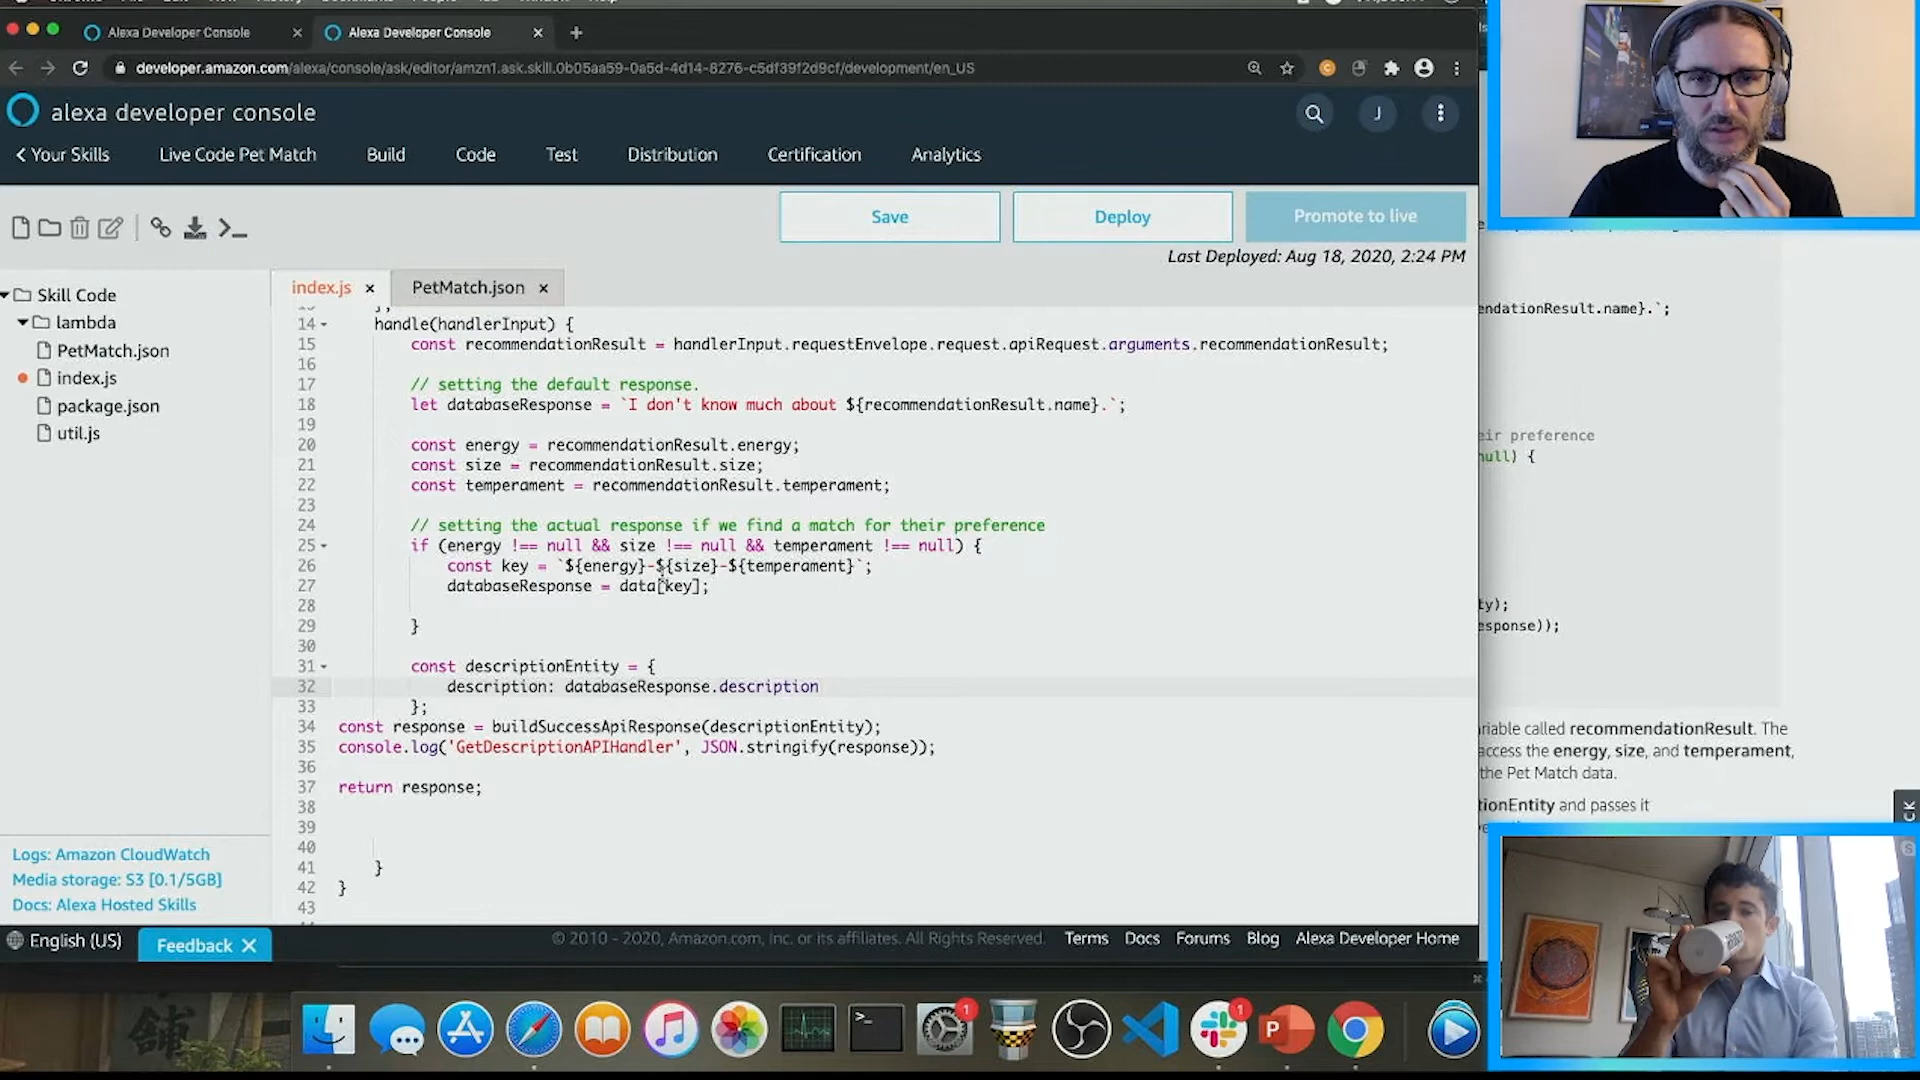 Alexa Developer Console
Alexa Developer Console
developer.amazon.com/alexa/console/ask/editor/amzn1.ask.skill.0b05aa59-0a5d-4d14-8276-c5df39f2d9cf/development/en_US
alexa developer console
J
Your Skills
Live Code Pet Match
Build
Code
Test
Distribution
Certification
Analytics
Save
Deploy
Promote to live
Last Deployed: Aug 18, 2020, 2:24 PM
Skill Code
lambda
PetMatch.json
index.js
package.json
util.js
index.js
PetMatch.json
14 handle(handlerInput) {
15 const recommendationResult = handlerInput.requestEnvelope.request.apiRequest.arguments.recommendationResult;
16
17 // setting the default response.
18 let databaseResponse = `I don't know much about ${recommendationResult.name}.`;
19
20 const energy = recommendationResult.energy;
21 const size = recommendationResult.size;
22 const temperament = recommendationResult.temperament;
23
24 // setting the actual response if we find a match for their preference
25 if (energy !== null && size !== null && temperament !== null) {
26 const key = `${energy}-${size}-${temperament}`;
27 databaseResponse = data[key];
28
29 }
30
31 const descriptionEntity = {
32 description: databaseResponse.description
33 };
34 const response = buildSuccessApiResponse(descriptionEntity);
35 console.log('GetDescriptionAPIHandler', JSON.stringify(response));
36
37 return response;
38
39
40
41 }
42 }
43
Logs: Amazon CloudWatch
Media storage: S3 [0.1/5GB]
Docs: Alexa Hosted Skills
English (US)
Feedback
© 2010 - 2020, Amazon.com, Inc. or its affiliates. All Rights Reserved.
Terms
Docs
Forums
Blog
Alexa Developer Home
endationResult.name}.`;
eir preference
null) {
ty);
esponse));
riable called recommendationResult. The
access the energy, size, and temperament,
the Pet Match data.
tionEntity and passes it
1
1
P